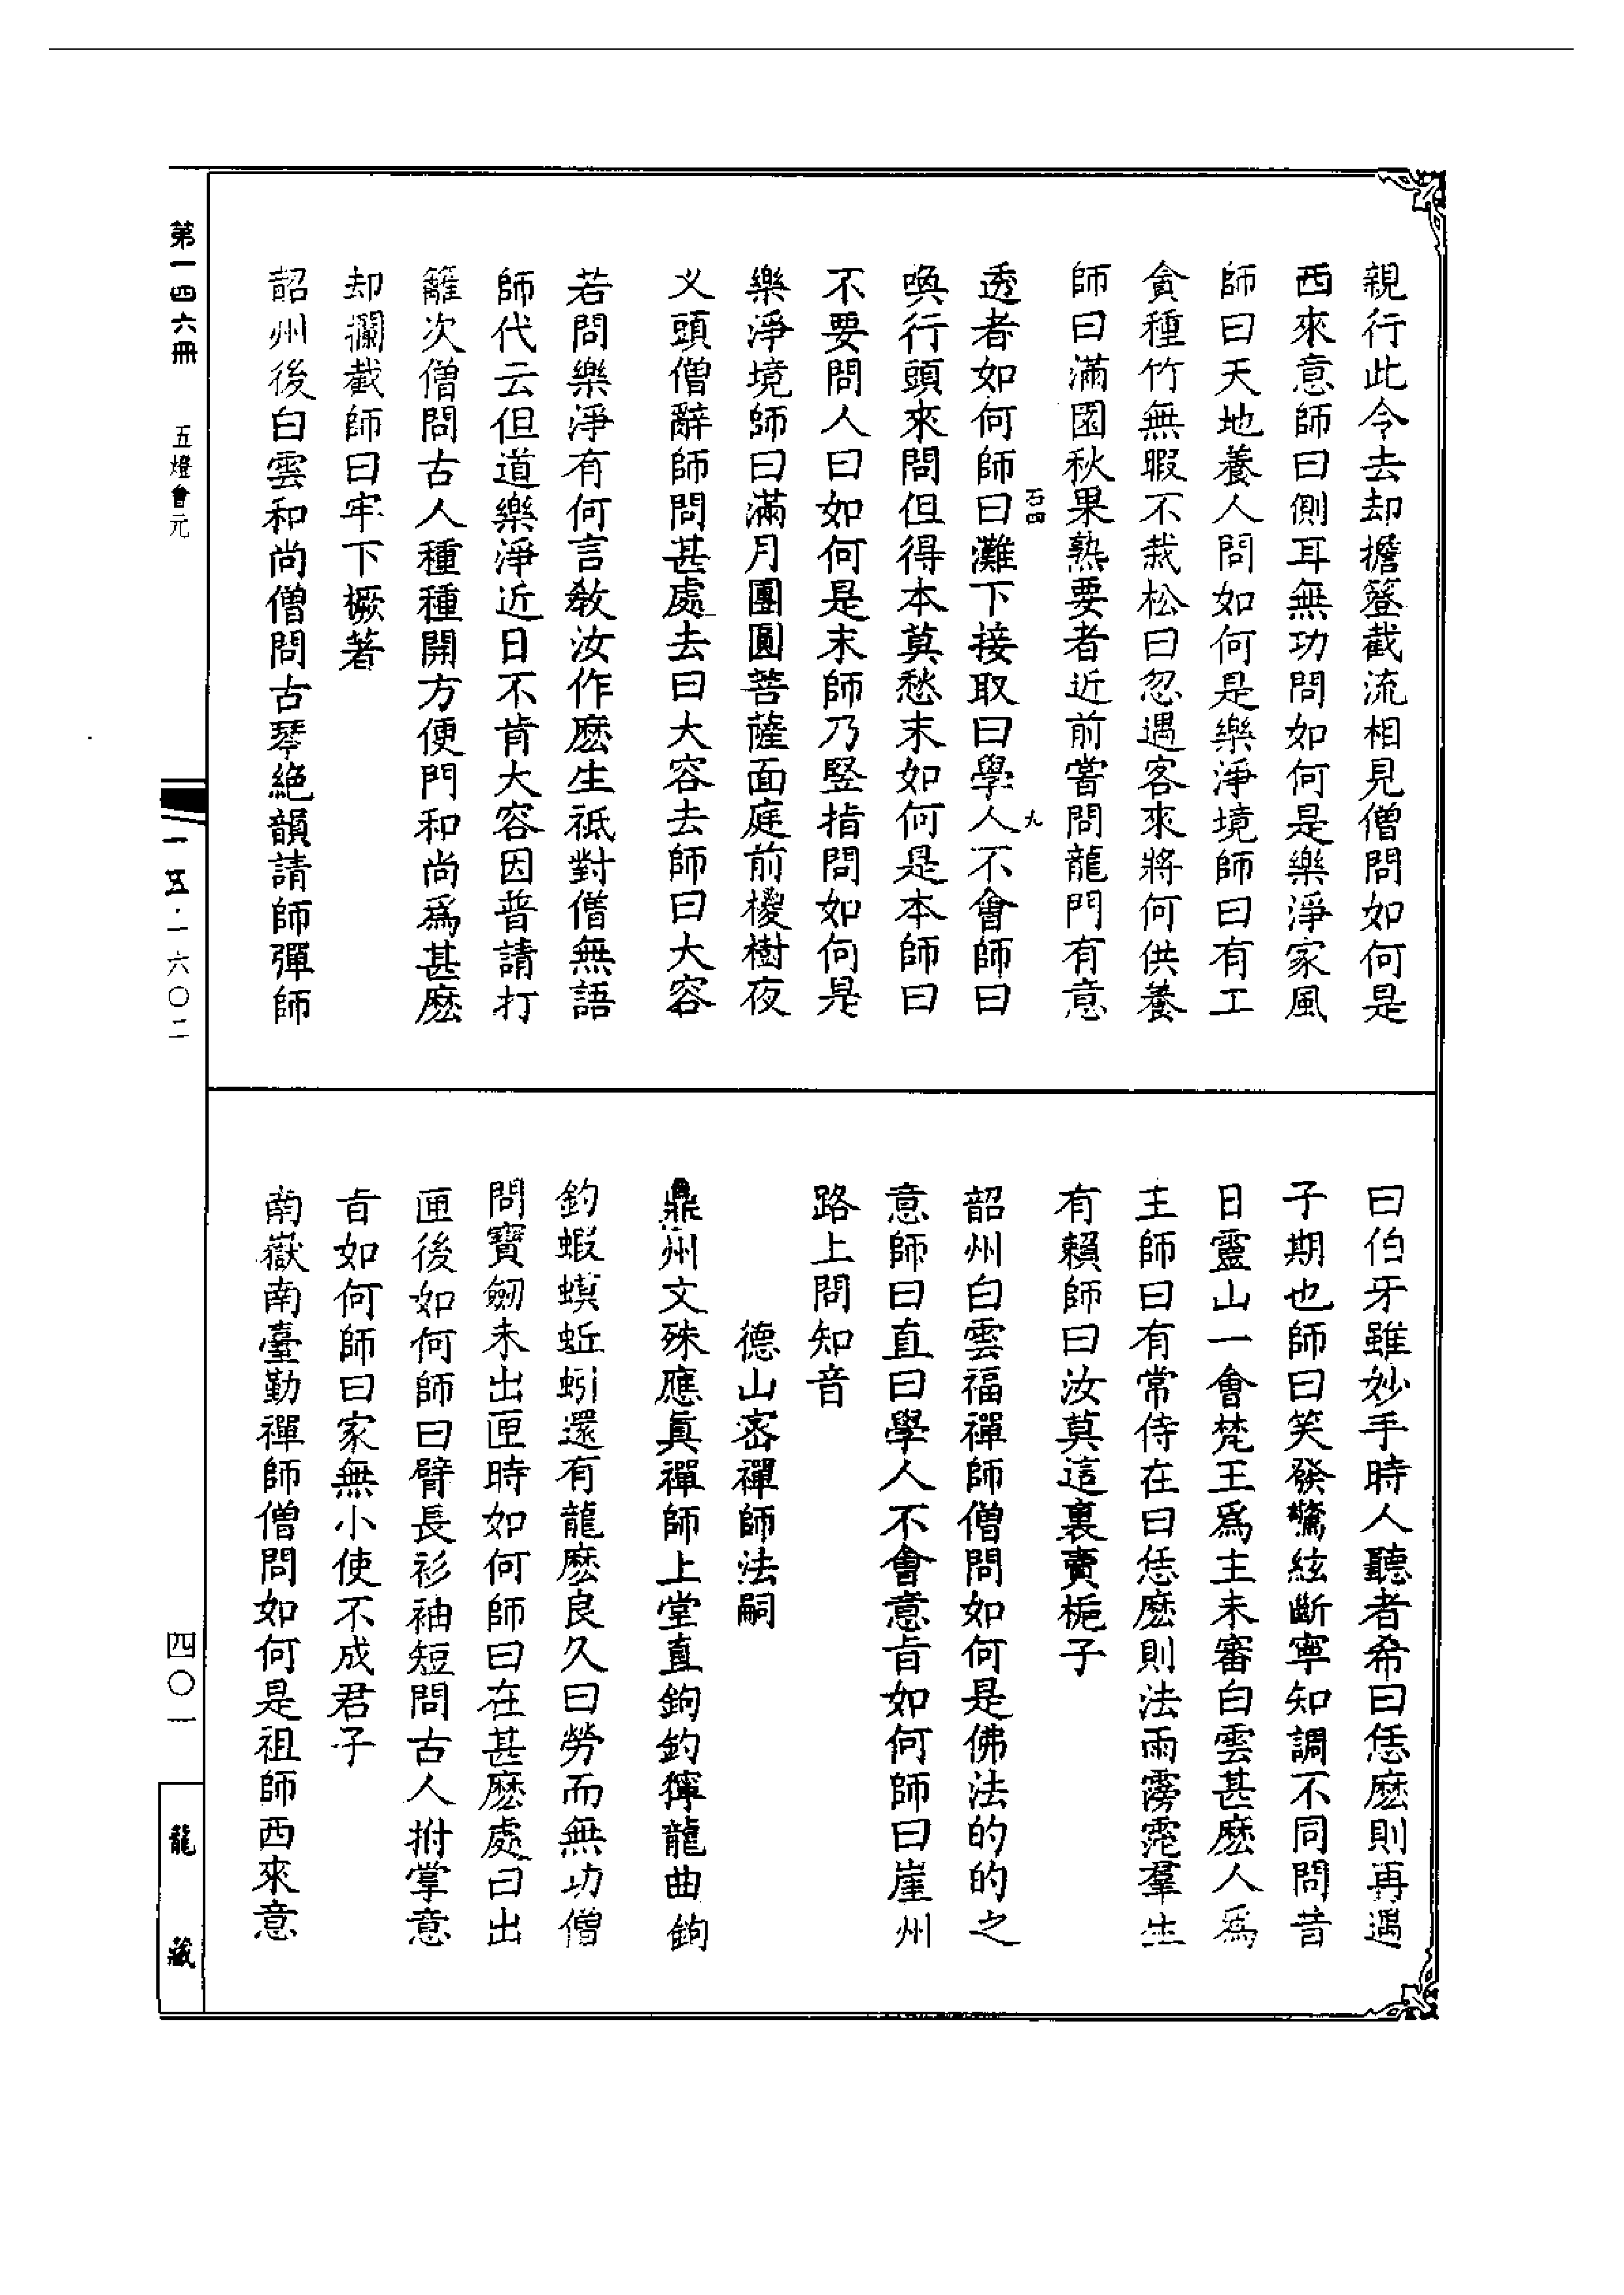 親行此令去却擔簦截流相見僧問如何是
西來意師曰側耳無功問如何是樂淨家風
師曰天地養人問如何是樂淨境師曰有工
貪種竹無暇不栽松曰忽遇客來將何供養
師曰滿園秋果熟要者近前嘗問龍門有意
透者如何師曰灘下接取曰學人不會師曰
喚行頭來問但得本莫愁末如何是本師曰
不要問人曰如何是末師乃竪指問如何是
樂淨境師曰滿月團圓菩薩面庭前櫻樹夜
义頭僧辭師問甚處去曰大容去師曰大容
若問樂淨有何言敎汝作麽生祇對僧無語
師代云但道樂淨近日不肯大容因普請打
籬次僧問古人種種開方便門和尚爲甚麽
却攔截師曰牢下橛著
韶州後白雲和尚僧問古琴絶韻請師彈師
石四
九
曰伯牙雖妙手時人聽者希曰恁麽則再遇
子期也師曰笑發驚絃斷寧知調不同問昔
日靈山一會梵王爲主未審白雲甚麽人爲
主師曰有常侍在曰恁麽則法雨霶霑羣生
有賴師曰汝莫這裏賣梔子
韶州白雲福禪師僧問如何是佛法的的之
意師曰直曰學人不會意旨如何師曰崖州
路上問知音
德山密禪師法嗣
鼎州文殊應眞禪師上堂直鉤釣獰龍曲鉤
釣蝦蟆蚯蚓還有龍麽良久曰勞而無功僧
問寶劒未出匣時如何師曰在甚麽處曰出
匣後如何師曰臂長衫袖短問古人拊掌意
旨如何師曰家無小使不成君子
南嶽南臺勤禪師僧問如何是祖師西來意
第一四六冊
五燈會元
一五·一六〇二
四〇一
龍藏